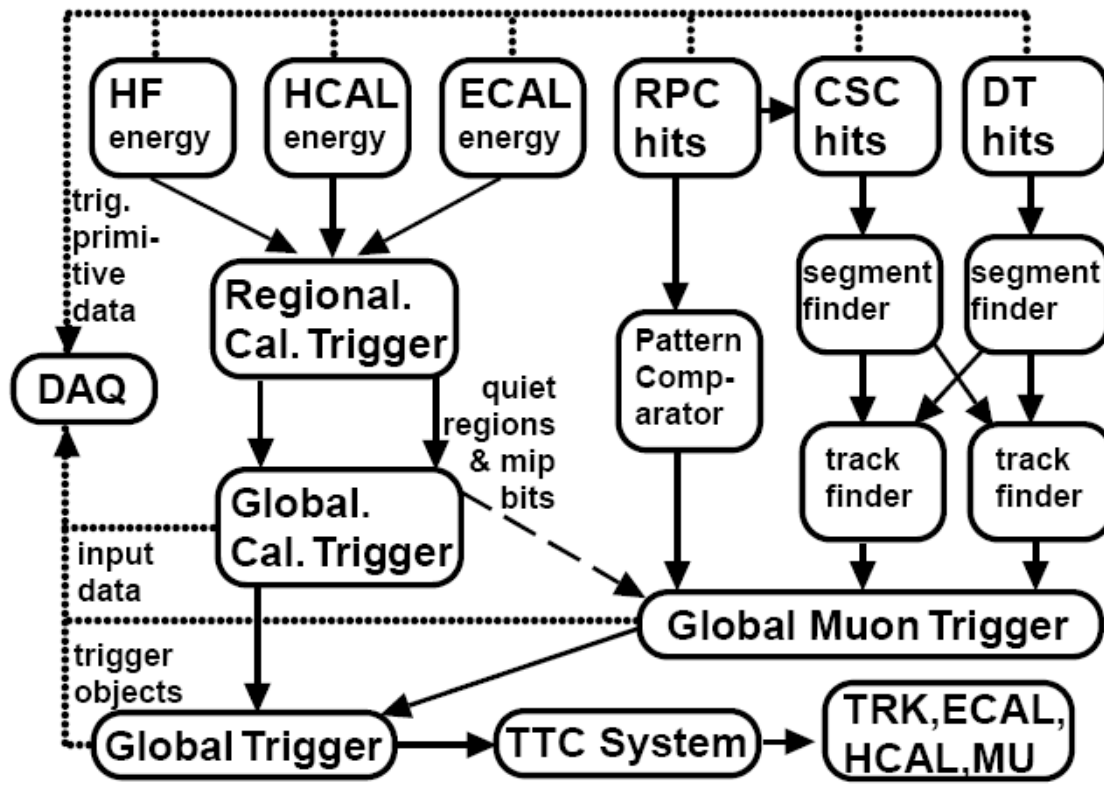 HF
energy
HCAL
energy
ECAL
energy
RPC
hits
CSC
hits
DT
hits
trig.
primi-
tive
data
Regional.
Cal. Trigger
segment
finder
segment
finder
Pattern
Comp-
arator
DAQ
quiet
regions
& mip
bits
track
finder
track
finder
Global.
Cal. Trigger
input
data
Global Muon Trigger
trigger
objects
Global Trigger
TTC System
TRK,ECAL,
HCAL,MU